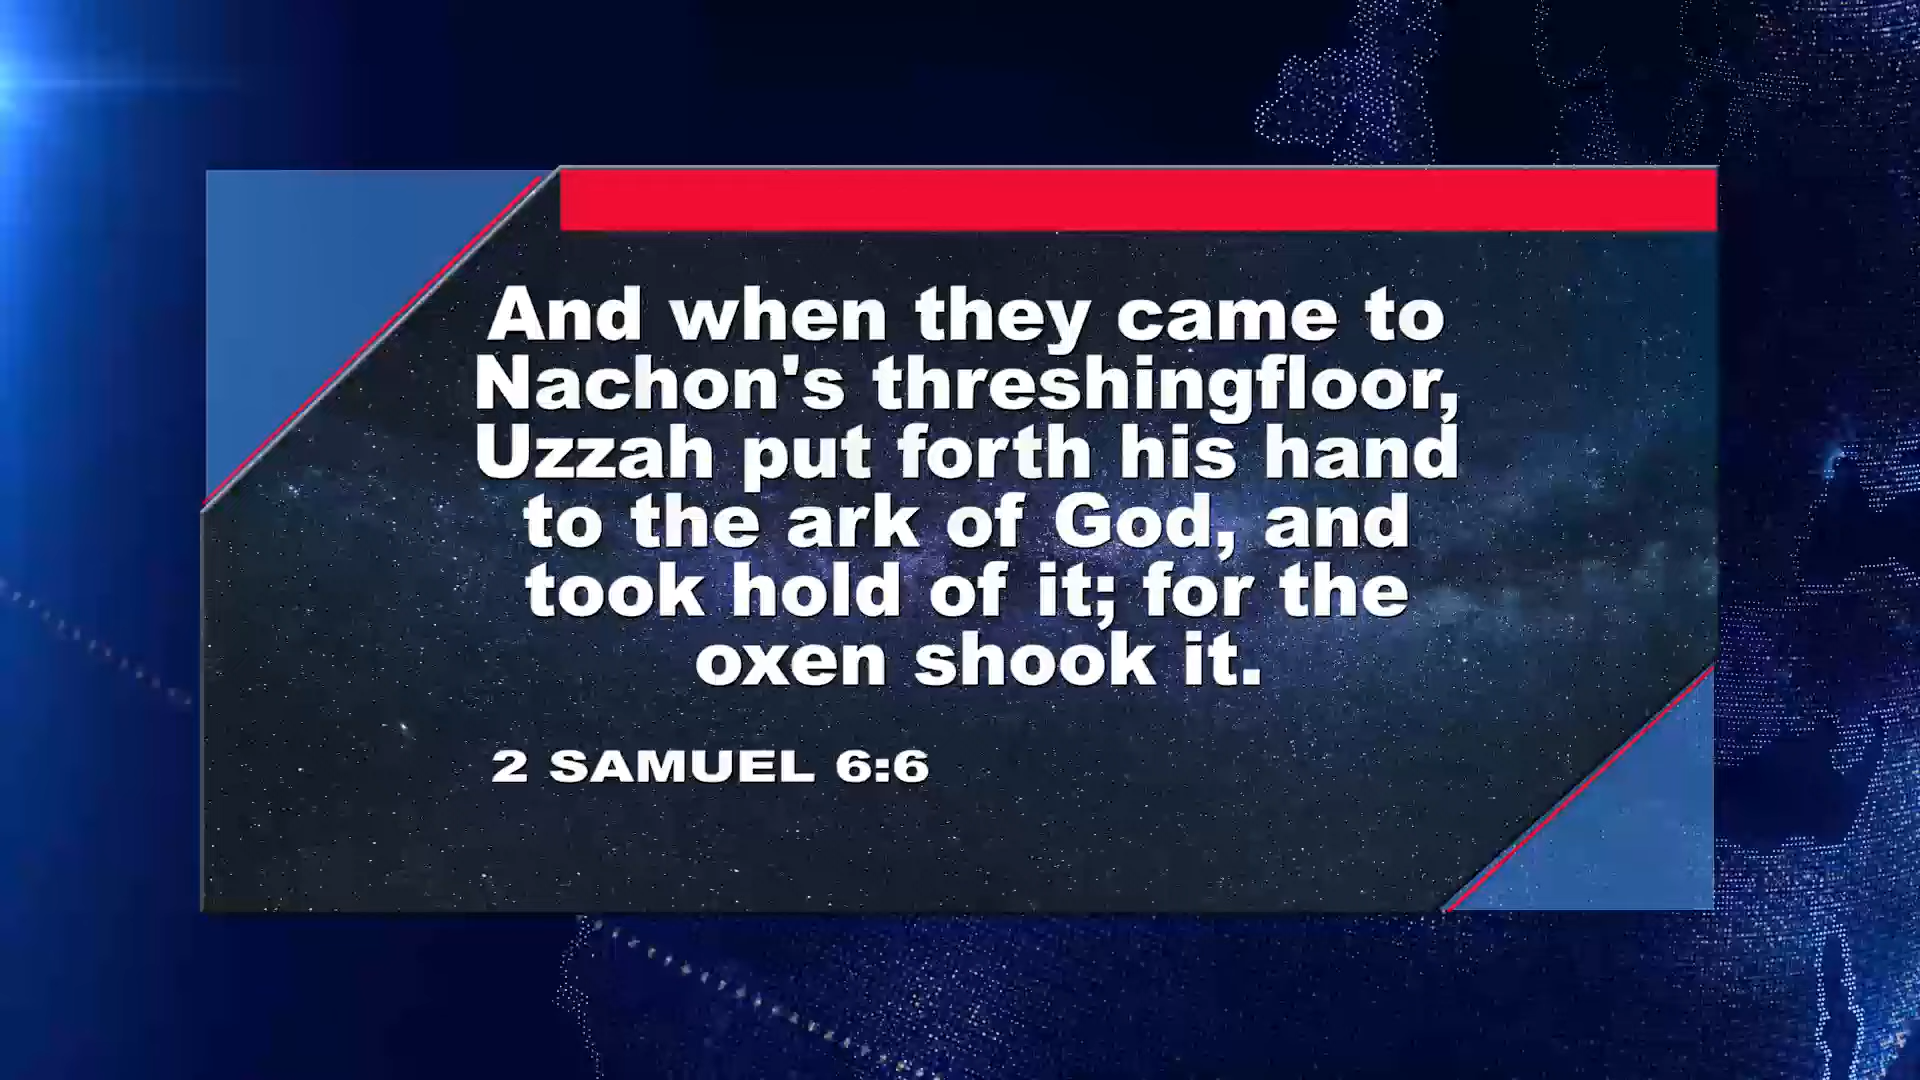 And when they came to
Nachon's threshingfloor,
Uzzah put forth his hand
to the ark of God, and
took hold of it; for the
oxen shook it.
2 SAMUEL 6:6